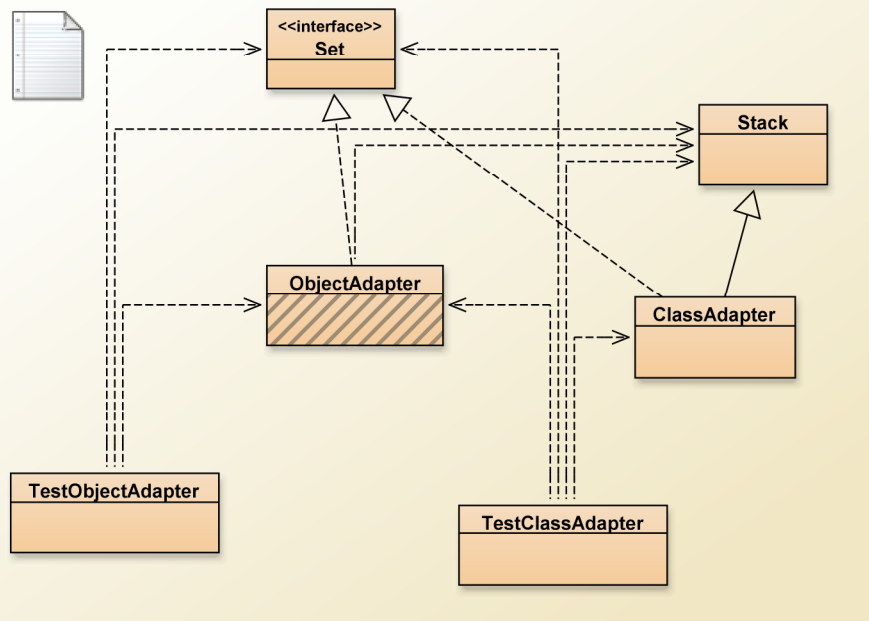 <<interface>>
Set
Stack
ObjectAdapter
ClassAdapter
TestObjectAdapter
TestClassAdapter